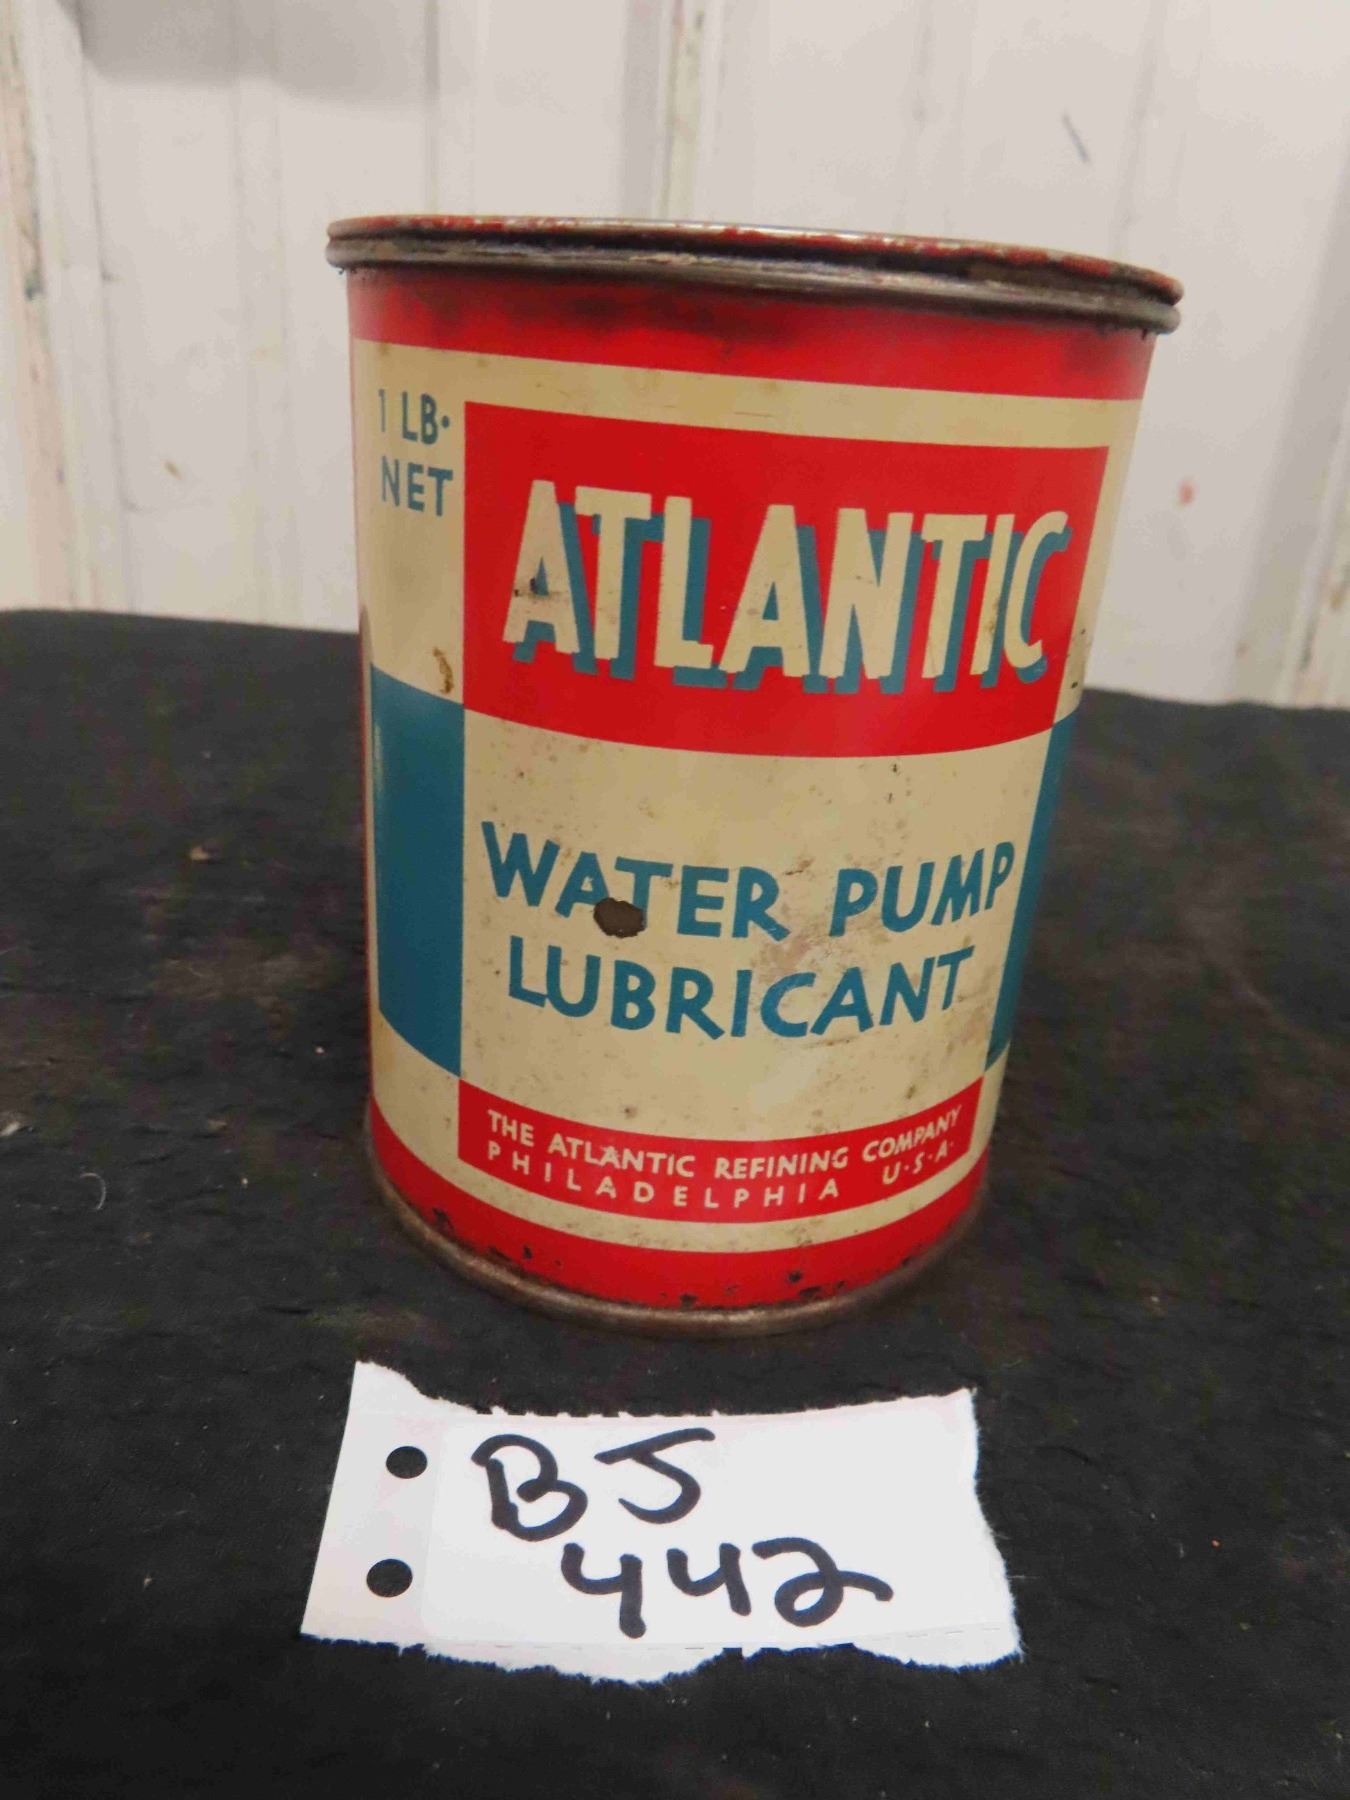 1 LB.
NET
ATLANTIC
WATER PUMP
LUBRICANT
THE ATLANTIC REFINING COMPANY
PHILADELPHIA U·S·A·
BJ
442